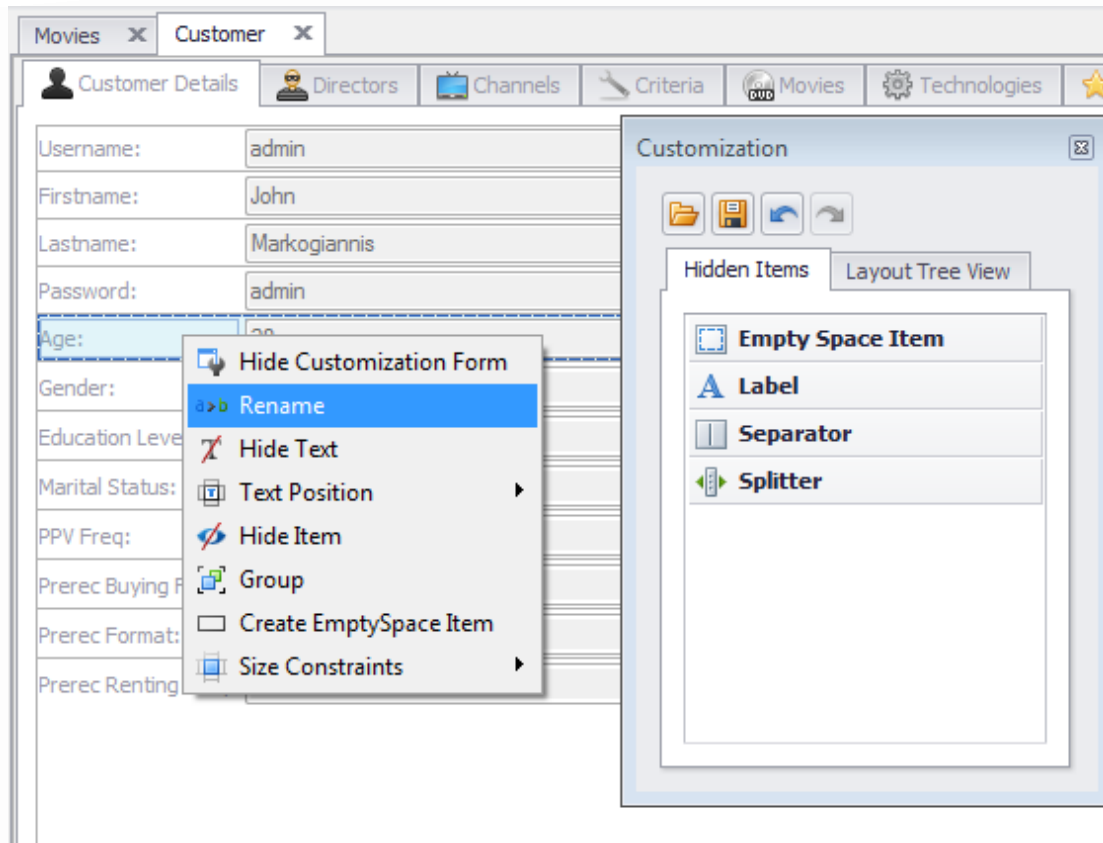 Movies Customer
Customer Details Directors Channels Criteria Movies Technologies
Username: admin
Firstname: John
Lastname: Markogiannis
Password: admin
Age:
Gender:
Education Leve
Marital Status:
PPV Freq:
Prerec Buying F
Prerec Format:
Prerec Renting
Hide Customization Form
a>b Rename
Hide Text
Text Position
Hide Item
Group
Create EmptySpace Item
Size Constraints
Customization
Hidden Items Layout Tree View
Empty Space Item
A Label
Separator
Splitter